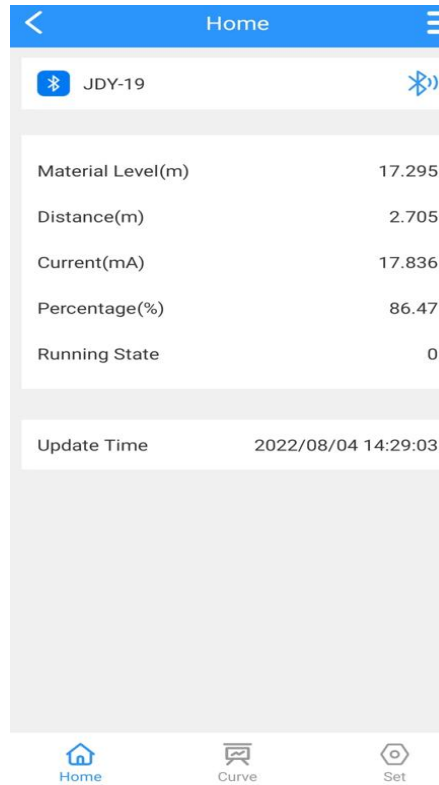 Home
JDY-19
Material Level(m) 17.295
Distance(m) 2.705
Current(mA) 17.836
Percentage(%) 86.47
Running State 0
Update Time 2022/08/04 14:29:03
Home Curve Set